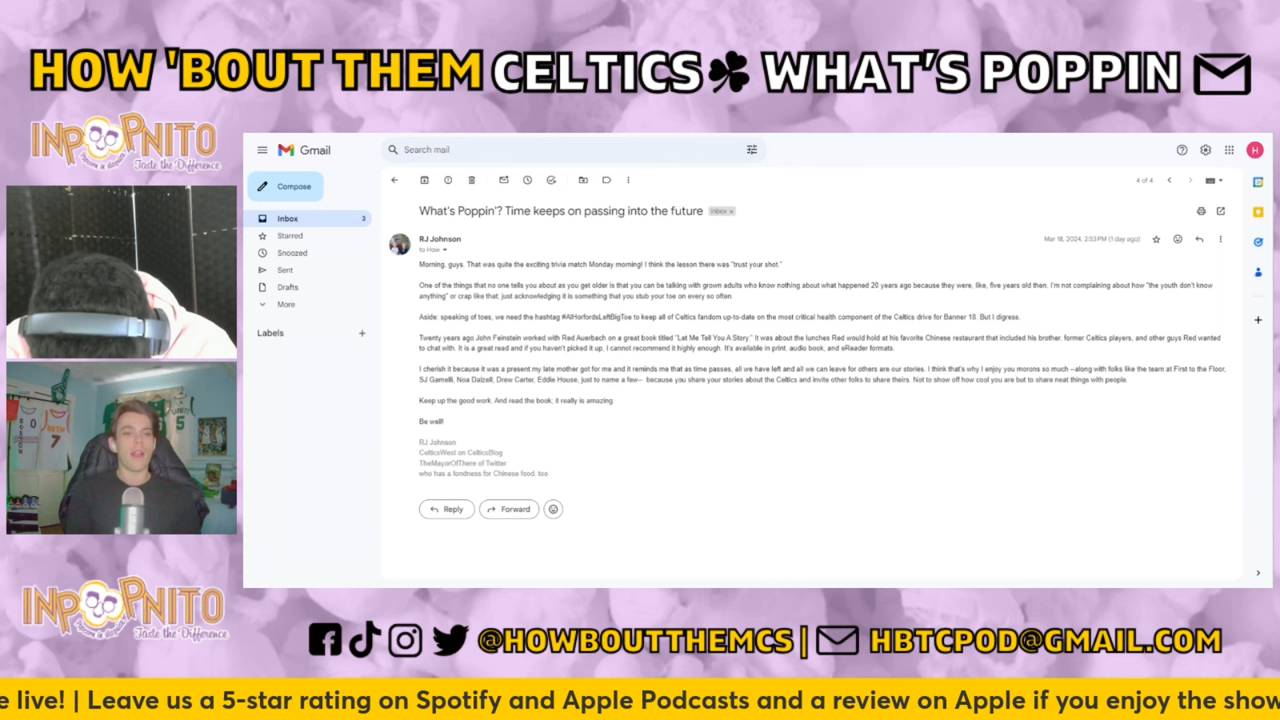 HOW 'BOUT THEM CELTICS WHAT'S POPPIN
INPOPNITO
Taste the Difference
Gmail
Search mail
H
Compose
4 of 4
Inbox 3
Starred
Snoozed
Sent
Drafts
More
Labels
What's Poppin'? Time keeps on passing into the future Inbox x
RJ Johnson
to How
Mar 18, 2024, 2:53 PM (1 day ago)
Morning, guys. That was quite the exciting trivia match Monday morning! I think the lesson there was "trust your shot."
One of the things that no one tells you about as you get older is that you can be talking with grown adults who know nothing about what happened 20 years ago because they were, like, five years old then. I'm not complaining about how "the youth don't know
anything" or crap like that; just acknowledging it is something that you stub your toe on every so often.
Aside: speaking of toes, we need the hashtag #AlHorfordsLeftBigToe to keep all of Celtics fandom up-to-date on the most critical health component of the Celtics drive for Banner 18. But I digress.
Twenty years ago John Feinstein worked with Red Auerbach on a great book titled "Let Me Tell You A Story." It was about the lunches Red would hold at his favorite Chinese restaurant that included his brother, former Celtics players, and other guys Red wanted
to chat with. It is a great read and if you haven't picked it up, I cannot recommend it highly enough. It's available in print, audio book, and eReader formats.
I cherish it because it was a present my late mother got for me and it reminds me that as time passes, all we have left and all we can leave for others are our stories. I think that's why I enjoy you morons so much --along with folks like the team at First to the Floor,
SJ Gamelli, Noa Dalzell, Drew Carter, Eddie House, just to name a few-- because you share your stories about the Celtics and invite other folks to share theirs. Not to show off how cool you are but to share neat things with people.
Keep up the good work. And read the book; it really is amazing.
Be well!
RJ Johnson
CelticsWest on CelticsBlog
TheMayorOfThere of Twitter
who has a fondness for Chinese food, too
Reply
Forward
BOSTON
0
7
5
INPOPNITO
Taste the Difference
@HOWBOUTTHEMCS | HBTCPOD@GMAIL.COM
e live! | Leave us a 5-star rating on Spotify and Apple Podcasts and a review on Apple if you enjoy the show